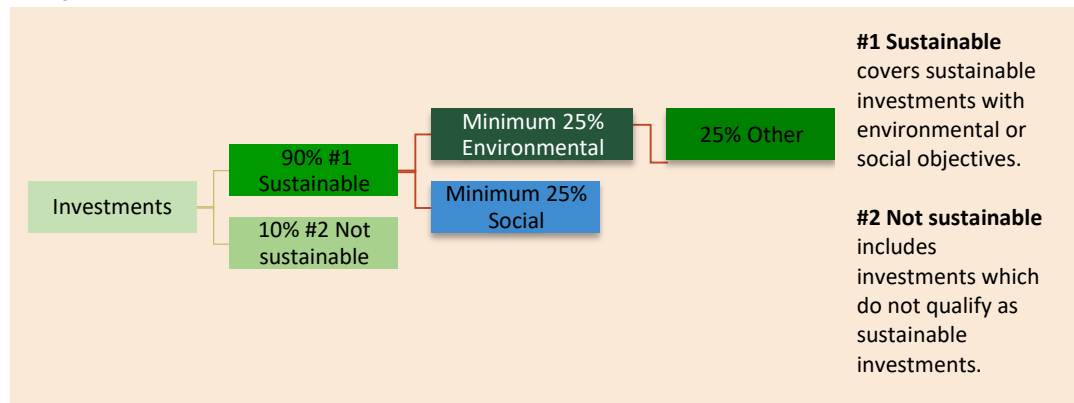 Investments
90% #1
Sustainable
10% #2 Not
sustainable
Minimum 25%
Environmental
Minimum 25%
Social
25% Other
#1 Sustainable
covers sustainable
investments with
environmental or
social objectives.
#2 Not sustainable
includes
investments which
do not qualify as
sustainable
investments.